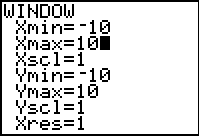 WINDOW
Xmin=-10
Xmax=10
Xscl=1
Ymin=-10
Ymax=10
Yscl=1
Xres=1